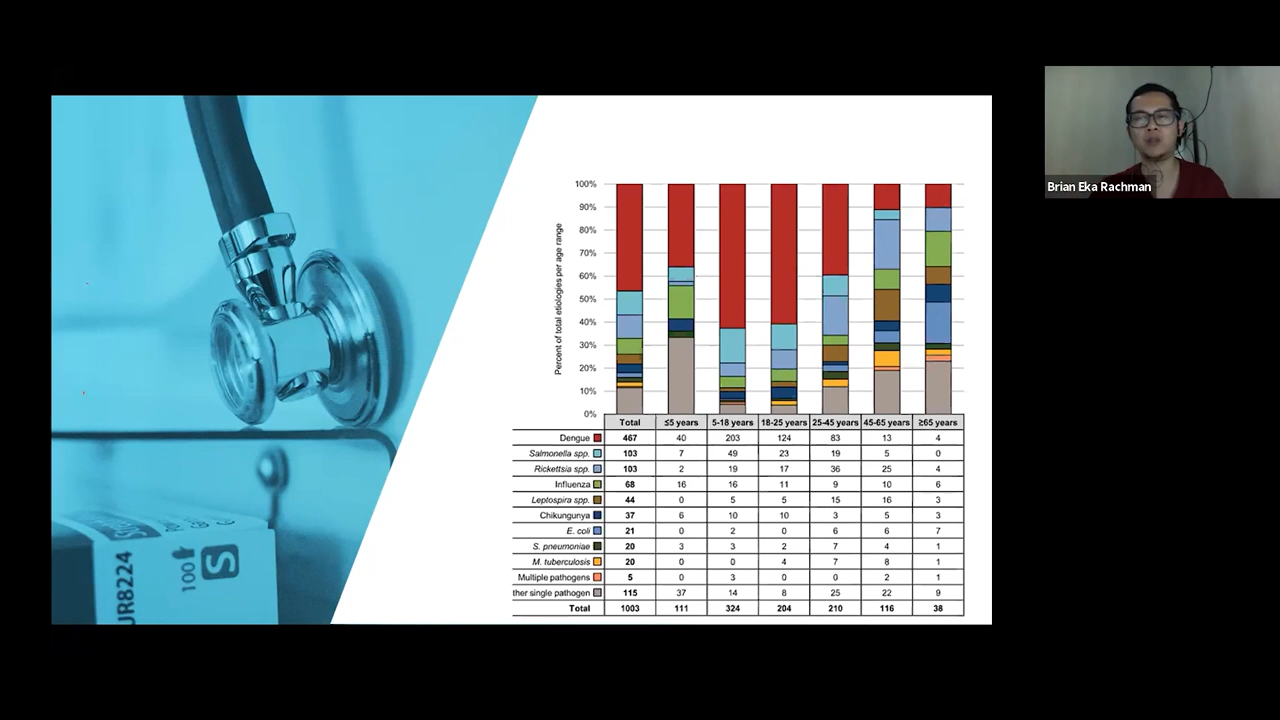 Brian Eka Rachman
Percent of total etiologies per age range
100%
90%
80%
70%
60%
50%
40%
30%
20%
10%
0%
Total ≤5 years 5-18 years 18-25 years 25-45 years 45-65 years ≥65 years
Dengue 467 40 203 124 83 13 4
Salmonella spp. 103 7 49 23 19 5 0
Rickettsia spp. 103 2 19 17 36 25 4
Influenza 68 16 16 11 9 10 6
Leptospira spp. 44 0 5 5 15 16 3
Chikungunya 37 6 10 10 3 5 3
E. coli 21 0 2 0 6 6 7
S. pneumoniae 20 3 3 2 7 4 1
M. tuberculosis 20 0 0 4 7 8 1
Multiple pathogens 5 0 3 0 0 2 1
ther single pathogen 115 37 14 8 25 22 9
Total 1003 111 324 204 210 116 38
UR8224
100
S